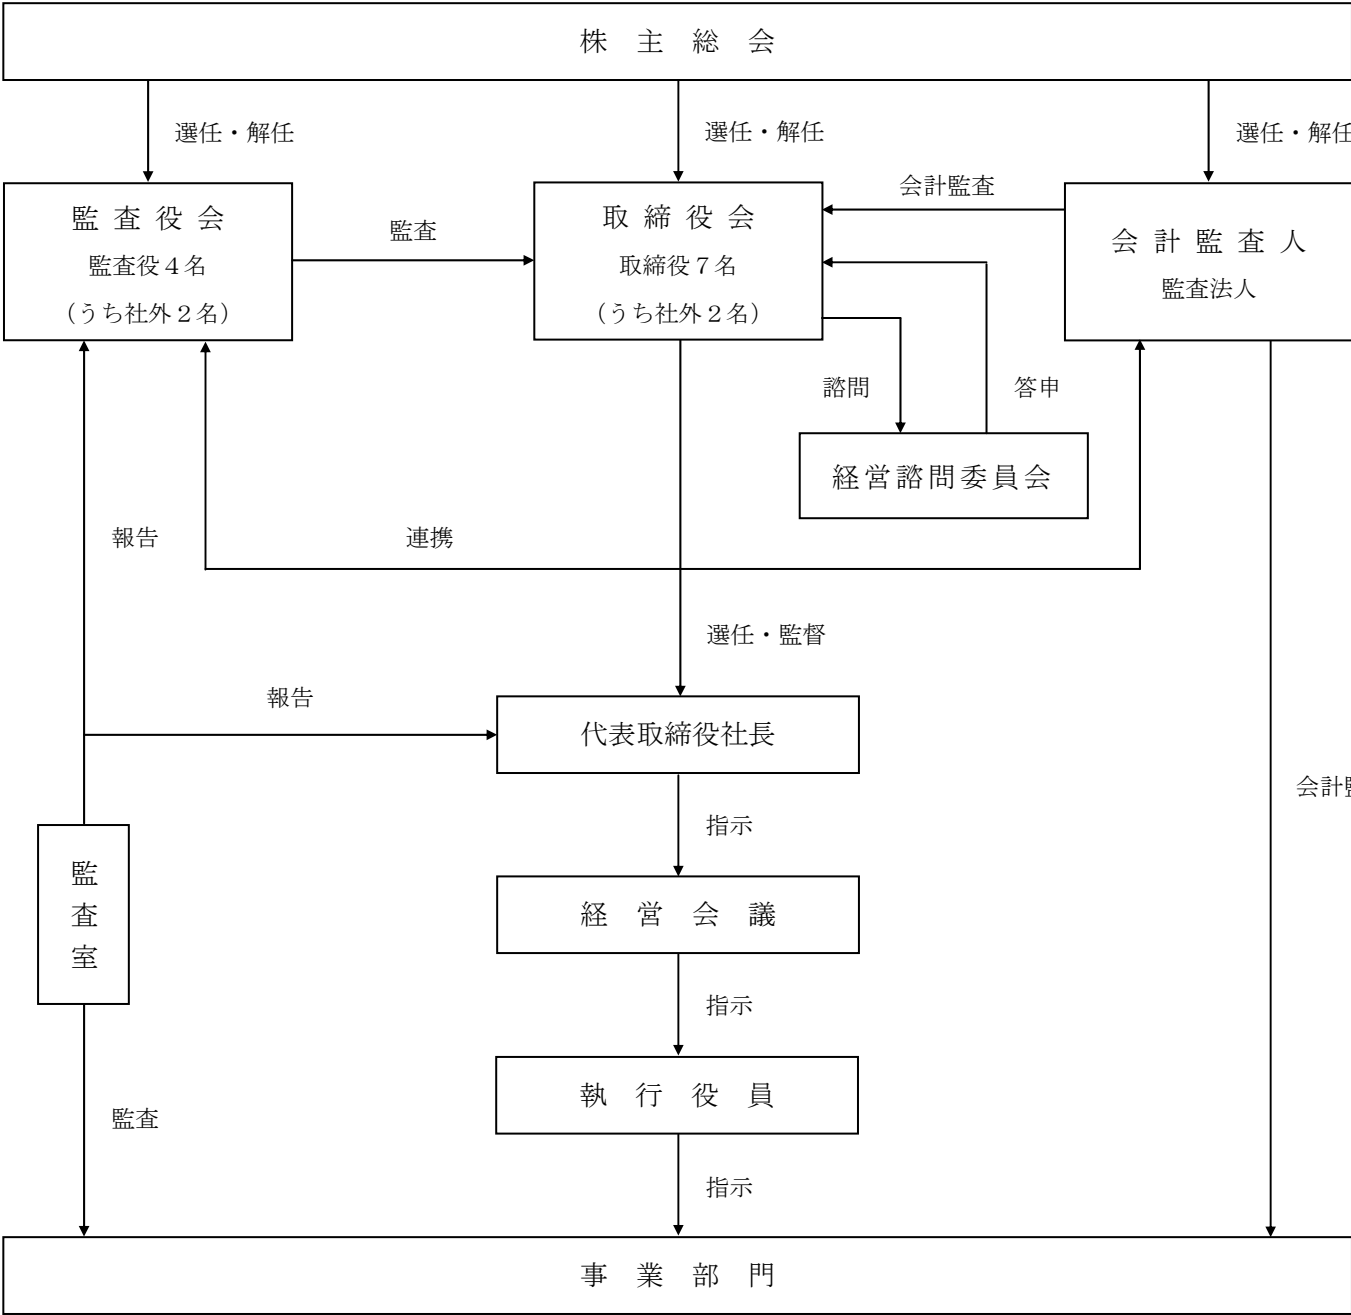 株主総会
選任・解任
選任・解任
選任・解任
監査役会
監査役４名
（うち社外２名）
監査
取締役会
取締役７名
（うち社外２名）
会計監査
会計監査人
監査法人
諮問
答申
経営諮問委員会
報告
連携
選任・監督
報告
代表取締役社長
指示
会計監
監査室
経営会議
指示
執行役員
監査
指示
事業部門